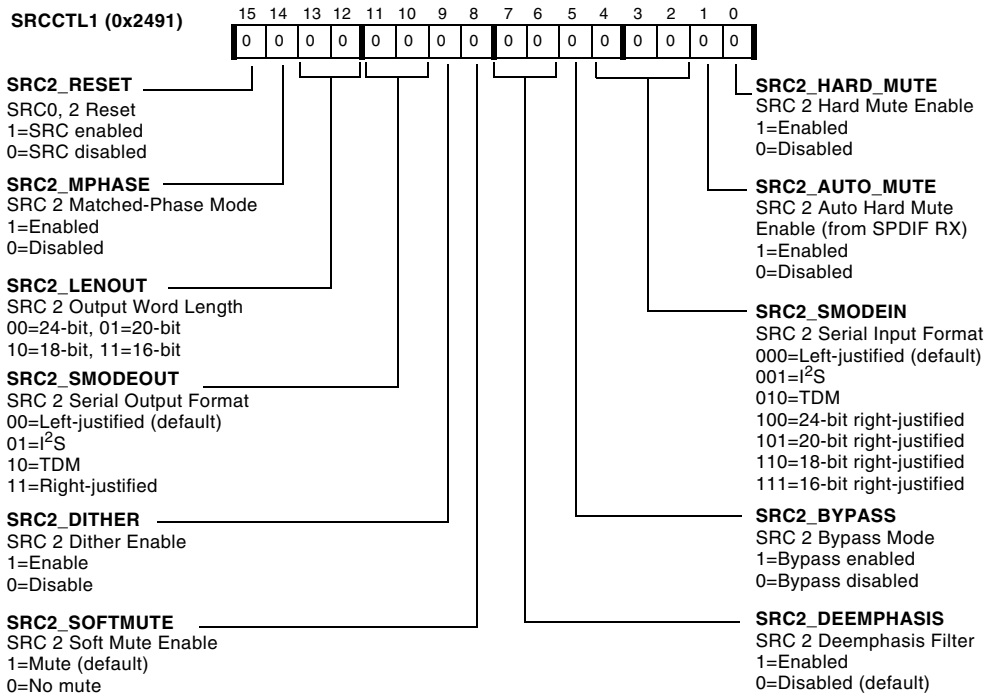 SRCCTL1 (0x2491)
15 14 13 12 11 10 9 8 7 6 5 4 3 2 1 0
0 0 0 0 0 0 0 0 0 0 0 0 0 0 0 0
SRC2_RESET
SRC0, 2 Reset
1=SRC enabled
0=SRC disabled
SRC2_MPHASE
SRC 2 Matched-Phase Mode
1=Enabled
0=Disabled
SRC2_LENOUT
SRC 2 Output Word Length
00=24-bit, 01=20-bit
10=18-bit, 11=16-bit
SRC2_SMODEOUT
SRC 2 Serial Output Format
00=Left-justified (default)
01=I²S
10=TDM
11=Right-justified
SRC2_DITHER
SRC 2 Dither Enable
1=Enable
0=Disable
SRC2_SOFTMUTE
SRC 2 Soft Mute Enable
1=Mute (default)
0=No mute
SRC2_HARD_MUTE
SRC 2 Hard Mute Enable
1=Enabled
0=Disabled
SRC2_AUTO_MUTE
SRC 2 Auto Hard Mute
Enable (from SPDIF RX)
1=Enabled
0=Disabled
SRC2_SMODEIN
SRC 2 Serial Input Format
000=Left-justified (default)
001=I²S
010=TDM
100=24-bit right-justified
101=20-bit right-justified
110=18-bit right-justified
111=16-bit right-justified
SRC2_BYPASS
SRC 2 Bypass Mode
1=Bypass enabled
0=Bypass disabled
SRC2_DEEMPHASIS
SRC 2 Deemphasis Filter
1=Enabled
0=Disabled (default)